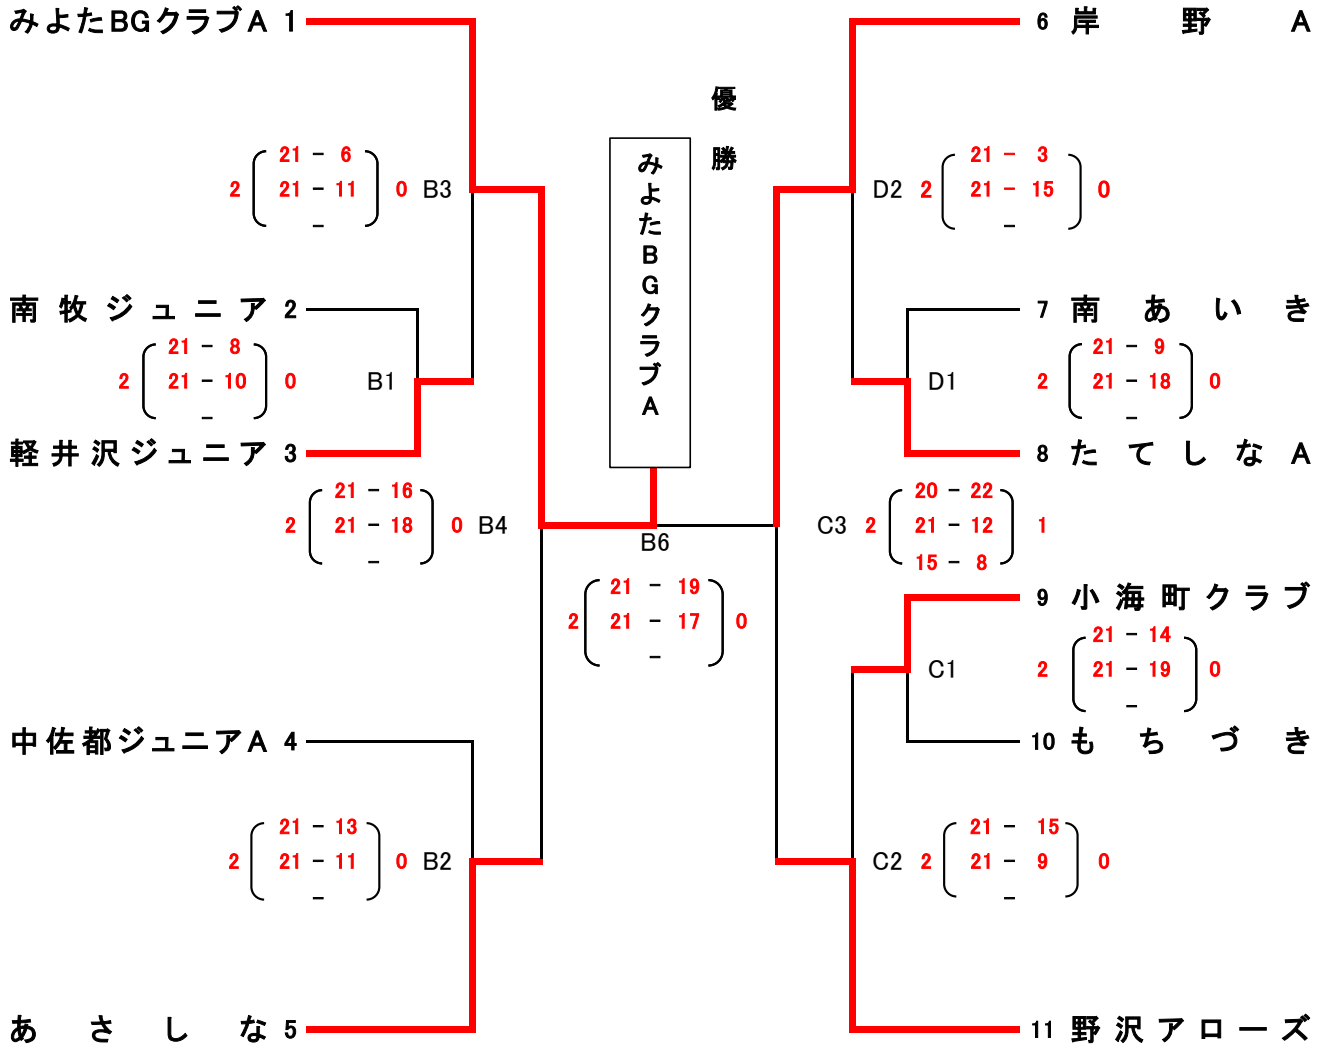 みよたBGクラブA 1
6 岸野A
優勝
みよたBGクラブA
21 - 6
2 21 - 11 0 B3
-
21 - 3
D2 2 21 - 15 0
-
南牧ジュニア 2
7 南あいき
21 - 8
2 21 - 10 0 B1
-
21 - 9
D1 2 21 - 18 0
-
軽井沢ジュニア 3
8 たてしなA
21 - 16
2 21 - 18 0 B4
-
20 - 22
C3 2 21 - 12 1
15 - 8
B6
21 - 19
2 21 - 17 0
-
9 小海町クラブ
21 - 14
C1 2 21 - 19 0
-
中佐都ジュニアA 4
10 もちづき
21 - 13
2 21 - 11 0 B2
-
21 - 15
C2 2 21 - 9 0
-
あさしな 5
11 野沢アローズ